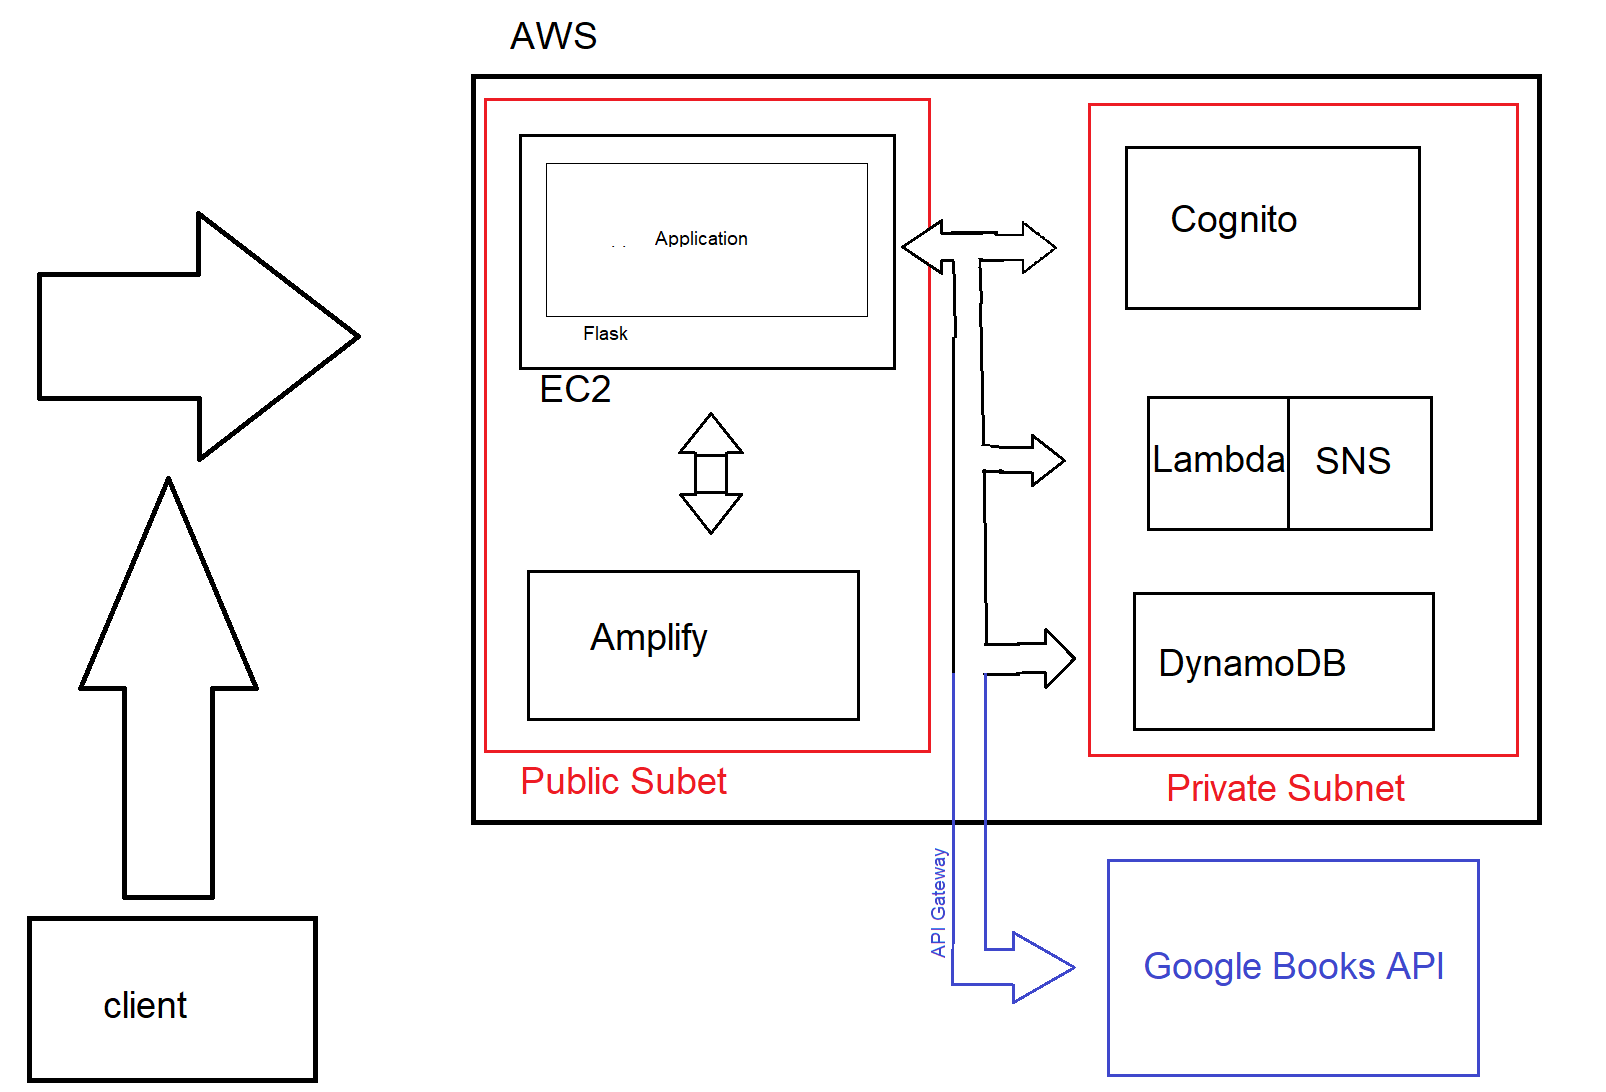 AWS
Application
Flask
EC2
Amplify
Public Subet
Cognito
Lambda
SNS
DynamoDB
Private Subnet
API Gateway
Google Books API
client